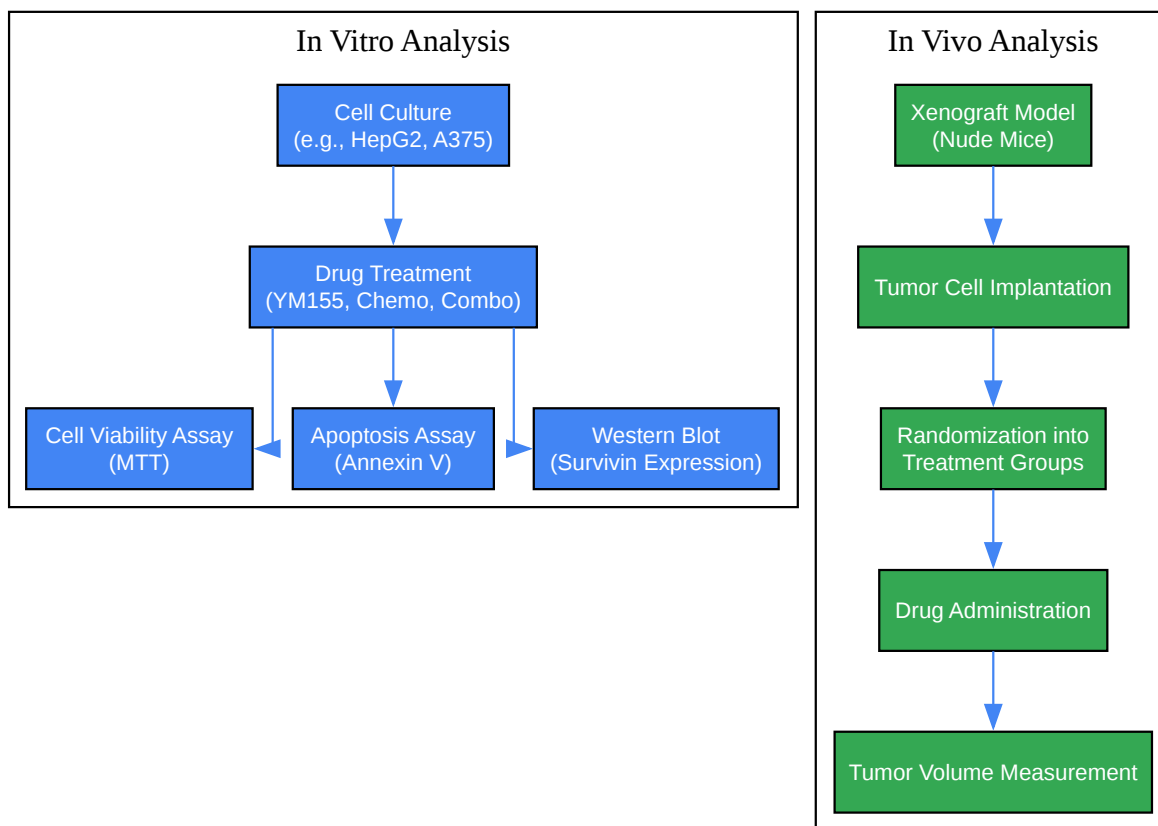 In Vitro Analysis
Cell Culture
(e.g., HepG2, A375)
Drug Treatment
(YM155, Chemo, Combo)
Cell Viability Assay
(MTT)
Apoptosis Assay
(Annexin V)
Western Blot
(Survivin Expression)
In Vivo Analysis
Xenograft Model
(Nude Mice)
Tumor Cell Implantation
Randomization into
Treatment Groups
Drug Administration
Tumor Volume Measurement